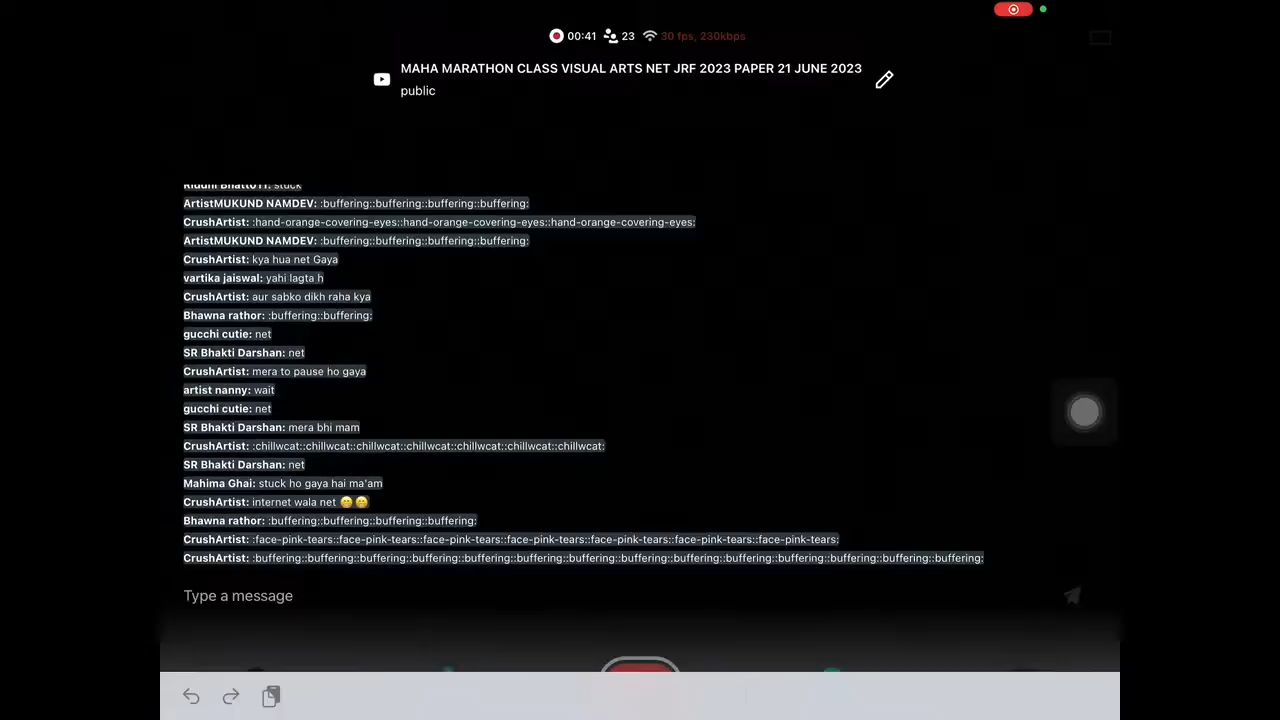 00:41 23 30 fps, 230kbps
MAHA MARATHON CLASS VISUAL ARTS NET JRF 2023 PAPER 21 JUNE 2023
public
Riddhi Bhatt011: stuck
ArtistMUKUND NAMDEV: :buffering::buffering::buffering::buffering:
CrushArtist: :hand-orange-covering-eyes::hand-orange-covering-eyes::hand-orange-covering-eyes:
ArtistMUKUND NAMDEV: :buffering::buffering::buffering::buffering:
CrushArtist: kya hua net Gaya
vartika jaiswal: yahi lagta h
CrushArtist: aur sabko dikh raha kya
Bhawna rathor: :buffering::buffering:
gucchi cutie: net
SR Bhakti Darshan: net
CrushArtist: mera to pause ho gaya
artist nanny: wait
gucchi cutie: net
SR Bhakti Darshan: mera bhi mam
CrushArtist: :chillwcat::chillwcat::chillwcat::chillwcat::chillwcat::chillwcat::chillwcat:
SR Bhakti Darshan: net
Mahima Ghai: stuck ho gaya hai ma'am
CrushArtist: internet wala net 🤭🤭
Bhawna rathor: :buffering::buffering::buffering::buffering:
CrushArtist: :face-pink-tears::face-pink-tears::face-pink-tears::face-pink-tears::face-pink-tears::face-pink-tears::face-pink-tears:
CrushArtist: :buffering::buffering::buffering::buffering::buffering::buffering::buffering::buffering::buffering::buffering::buffering::buffering::buffering::buffering:
Type a message